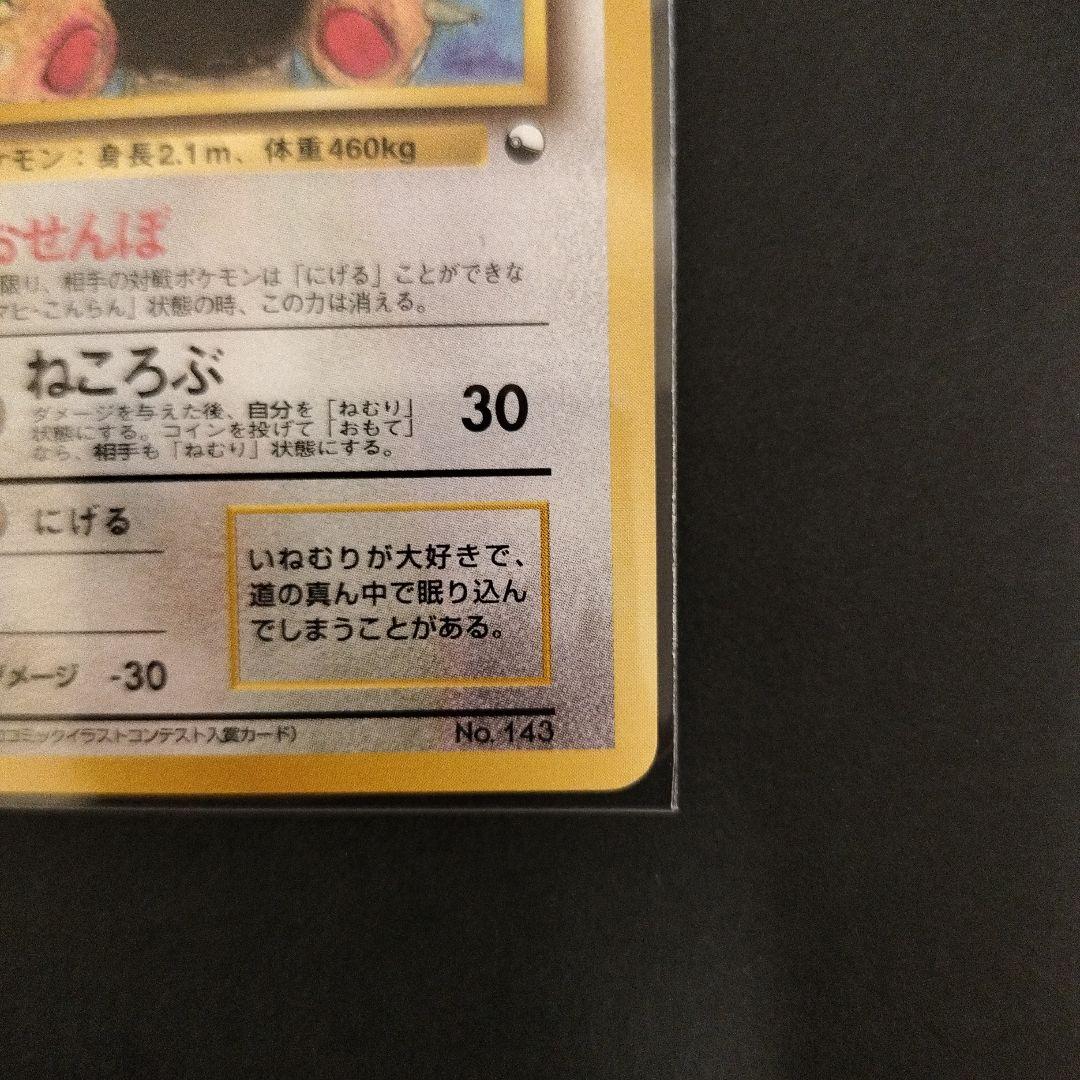 ケモン:身長2.1m、体重460kg
おせんぼ
限り、相手の対戦ポケモンは「にげる」ことができな
マヒ・こんらん」状態の時、この力は消える。
ねころぶ
30
ダメージを与えた後、自分を「ねむり」
状態にする。コインを投げて「おもて」
なら、相手も「ねむり」状態にする。
にげる
いねむりが大好きで、
道の真ん中で眠り込ん
でしまうことがある。
ダメージ -30
コミックイラストコンテスト入賞カード)
No. 143